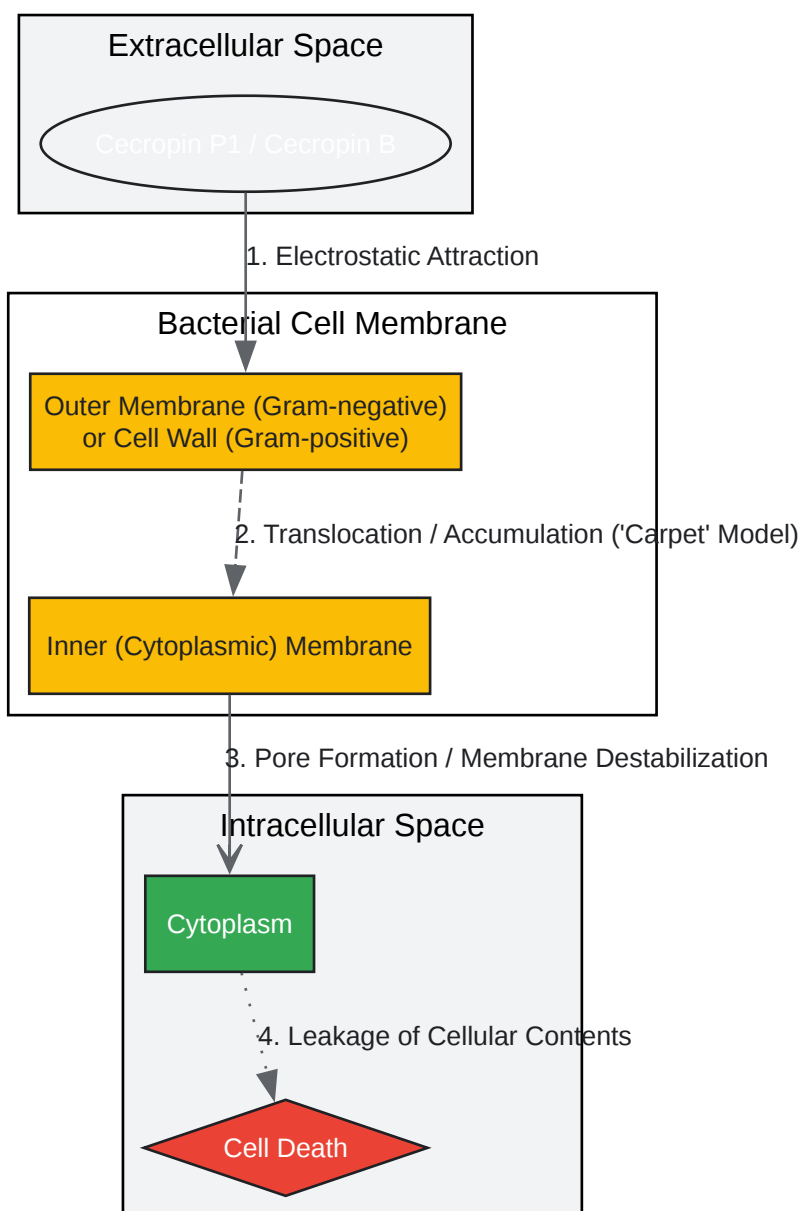 Extracellular Space
Cecropin P1 / Cecropin B
1. Electrostatic Attraction
Bacterial Cell Membrane
Outer Membrane (Gram-negative)
or Cell Wall (Gram-positive)
2. Translocation / Accumulation ('Carpet' Model)
Inner (Cytoplasmic) Membrane
3. Pore Formation / Membrane Destabilization
Intracellular Space
Cytoplasm
4. Leakage of Cellular Contents
Cell Death